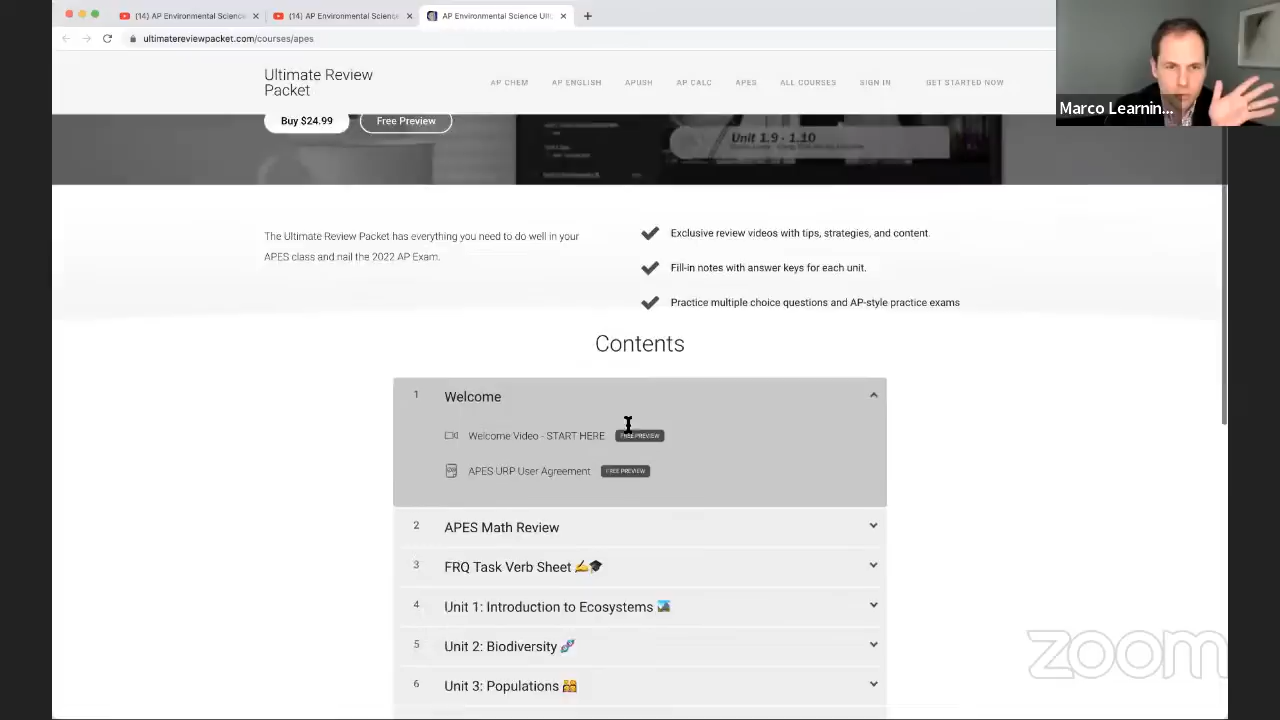 (14) AP Environmental Science
(14) AP Environmental Science
AP Environmental Science Ulti
ultimatereviewpacket.com/courses/apes
Ultimate Review
Packet
AP CHEM
AP ENGLISH
APUSH
AP CALC
APES
ALL COURSES
SIGN IN
GET STARTED NOW
Marco Learnin...
Buy $24.99
Free Preview
Unit 1.9 - 1.10
The Ultimate Review Packet has everything you need to do well in your
APES class and nail the 2022 AP Exam.
Exclusive review videos with tips, strategies, and content.
Fill-in notes with answer keys for each unit.
Practice multiple choice questions and AP-style practice exams
Contents
1 Welcome
Welcome Video - START HERE FREE PREVIEW
APES URP User Agreement FREE PREVIEW
2 APES Math Review
3 FRQ Task Verb Sheet ✍️🎓
4 Unit 1: Introduction to Ecosystems 🏞️
5 Unit 2: Biodiversity 🧬
6 Unit 3: Populations 👨‍👩‍👧‍👦
zoom